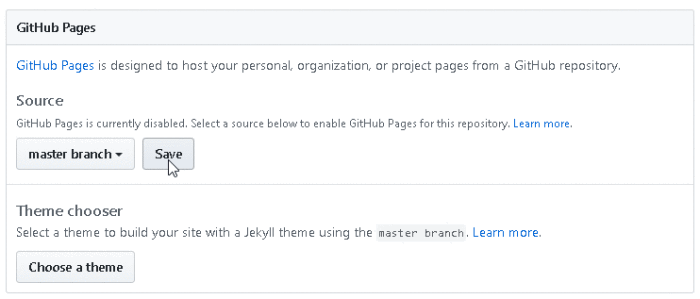 GitHub Pages
GitHub Pages is designed to host your personal, organization, or project pages from a GitHub repository.
Source
GitHub Pages is currently disabled. Select a source below to enable GitHub Pages for this repository. Learn more.
master branch Save
Theme chooser
Select a theme to build your site with a Jekyll theme using the master branch. Learn more.
Choose a theme